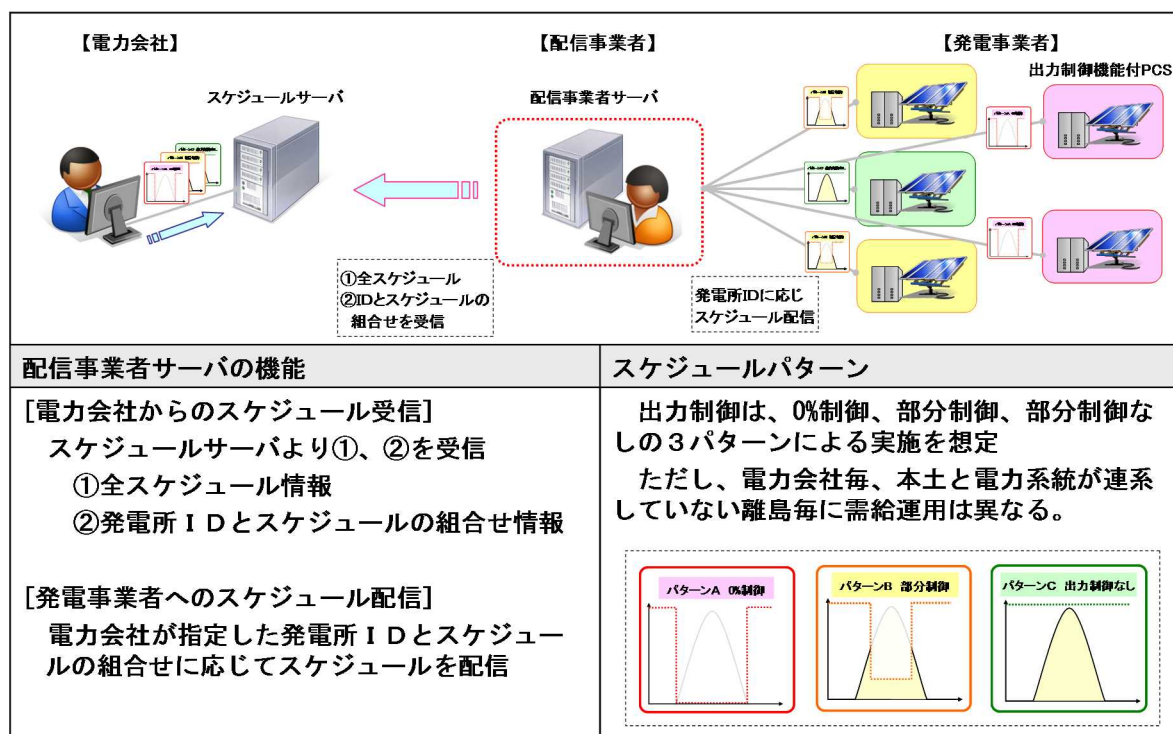 【電力会社】
【配信事業者】
【発電事業者】
出力制御機能付PCS
スケジュールサーバ
配信事業者サーバ
①全スケジュール
②IDとスケジュールの
組合せを受信
発電所IDに応じ
スケジュール配信
配信事業者サーバの機能
[電力会社からのスケジュール受信]
スケジュールサーバより①、②を受信
①全スケジュール情報
②発電所ＩＤとスケジュールの組合せ情報
[発電事業者へのスケジュール配信]
電力会社が指定した発電所ＩＤとスケジュー
ルの組合せに応じてスケジュールを配信
スケジュールパターン
出力制御は、0%制御、部分制御、部分制御な
しの３パターンによる実施を想定
ただし、電力会社毎、本土と電力系統が連系
していない離島毎に需給運用は異なる。
パターンA 0%制御
パターンB 部分制御
パターンC 出力制御なし